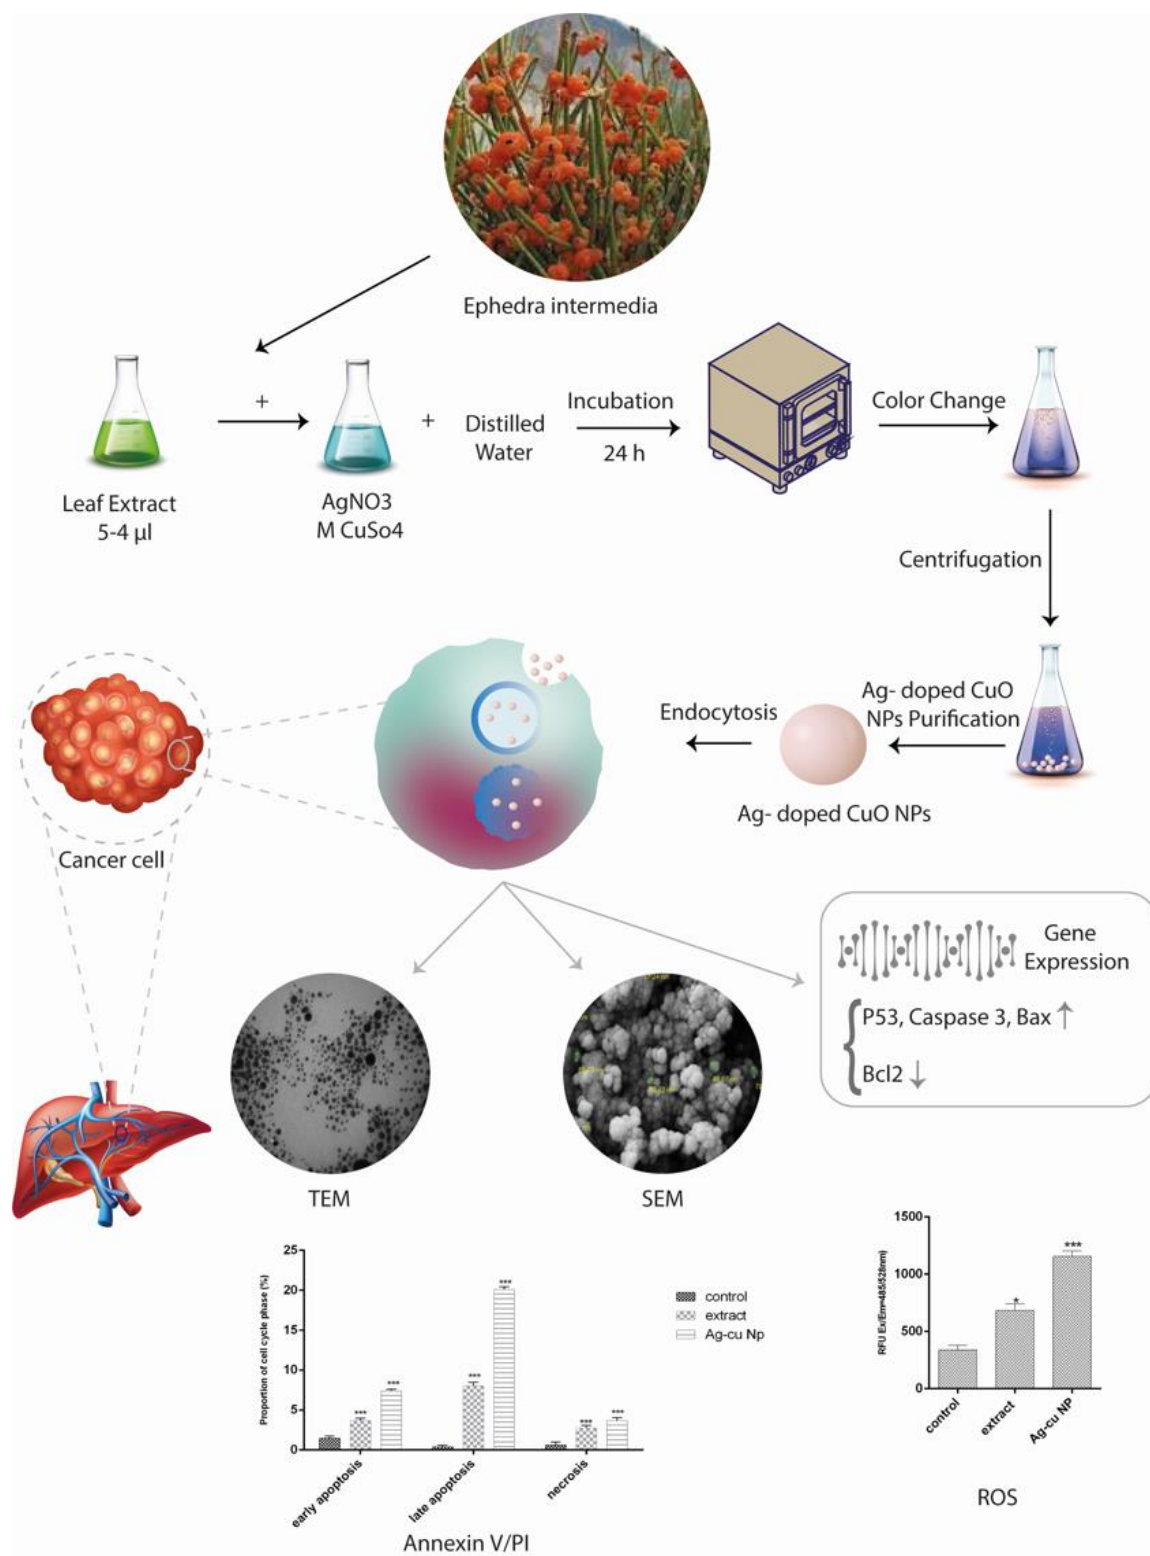 Ephedra intermedia
Leaf Extract
5-4 µl
+
AgNO3
M CuSo4
+
Distilled
Water
Incubation
24 h
Color Change
Centrifugation
Ag- doped CuO
NPs Purification
Ag- doped CuO NPs
Endocytosis
Cancer cell
Gene
Expression
P53, Caspase 3, Bax ↑
Bcl2 ↓
TEM
SEM
Proportion of cell cycle phase (%)
25
20
15
10
5
0
***
***
***
***
***
***
early apoptosis
late apoptosis
necrosis
control
extract
Ag-cu Np
Annexin V/PI
RFU Ex/Em=485/528nm)
1500
1000
500
0
*
***
control
extract
Ag-cu NP
ROS